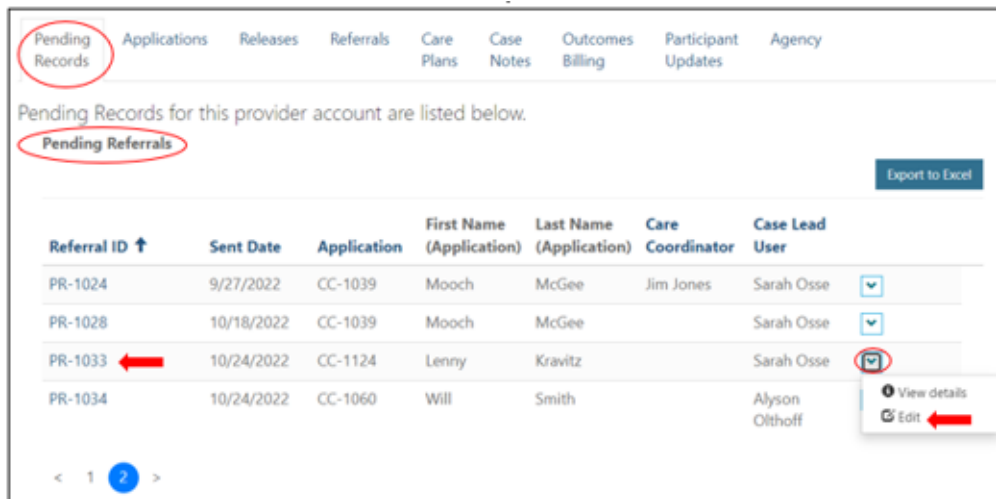 Pending Records Applications Releases Referrals Care Plans Case Notes Outcomes Billing Participant Updates Agency
Pending Records for this provider account are listed below.
Pending Referrals
Export to Excel
Referral ID ↑ Sent Date Application First Name (Application) Last Name (Application) Care Coordinator Case Lead User
PR-1024 9/27/2022 CC-1039 Mooch McGee Jim Jones Sarah Osse
PR-1028 10/18/2022 CC-1039 Mooch McGee Sarah Osse
PR-1033 10/24/2022 CC-1124 Lenny Kravitz Sarah Osse
PR-1034 10/24/2022 CC-1060 Will Smith Alyson Olthoff
View details
Edit
< 1 2 >